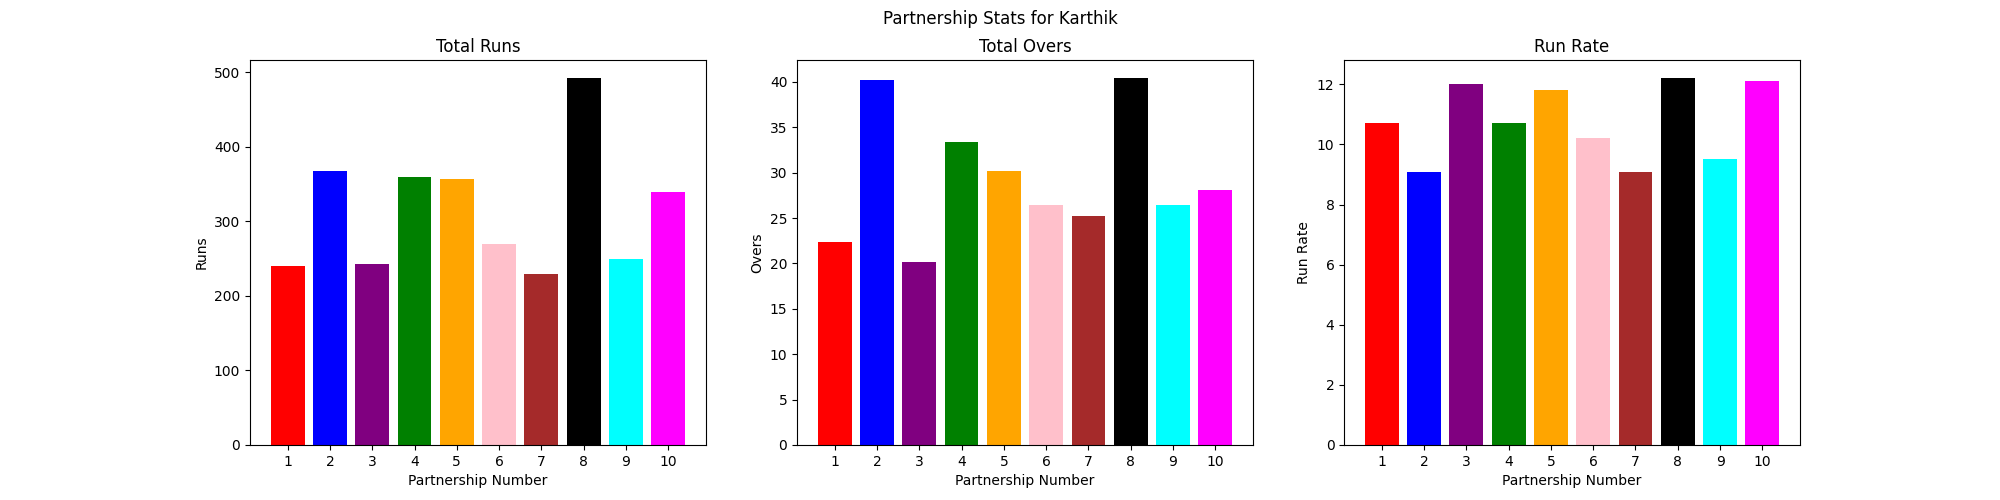 Partnership Stats for Karthik
Total Runs
500
400
300
200
100
0
Runs
1 2 3 4 5 6 7 8 9 10
Partnership Number
Total Overs
40
35
30
25
20
15
10
5
0
Overs
1 2 3 4 5 6 7 8 9 10
Partnership Number
Run Rate
12
10
8
6
4
2
0
Run Rate
1 2 3 4 5 6 7 8 9 10
Partnership Number